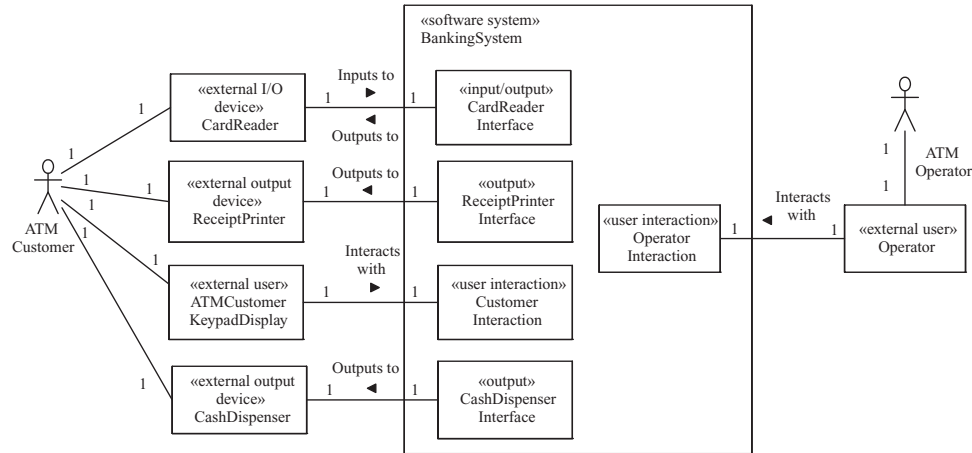 «software system»
BankingSystem
«external I/O
device»
CardReader
Inputs to
Outputs to
1
1
1
1
«input/output»
CardReader
Interface
«external output
device»
ReceiptPrinter
Outputs to
1
1
1
1
«output»
ReceiptPrinter
Interface
ATM
Customer
«external user»
ATMCustomer
KeypadDisplay
Interacts
with
1
1
1
1
«user interaction»
Customer
Interaction
«external output
device»
CashDispenser
Outputs to
1
1
1
1
«output»
CashDispenser
Interface
«user interaction»
Operator
Interaction
1
Interacts
with
1
«external user»
Operator
1
1
ATM
Operator